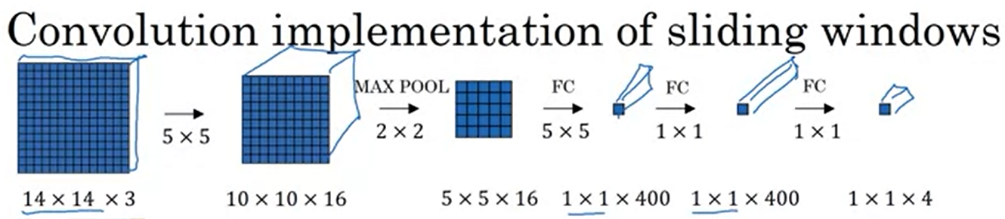 Convolution implementation of sliding windows
MAX POOL FC FC FC
5 × 5 2 × 2 5 × 5 1 × 1 1 × 1
14 × 14 × 3 10 × 10 × 16 5 × 5 × 16 1 × 1 × 400 1 × 1 × 400 1 × 1 × 4